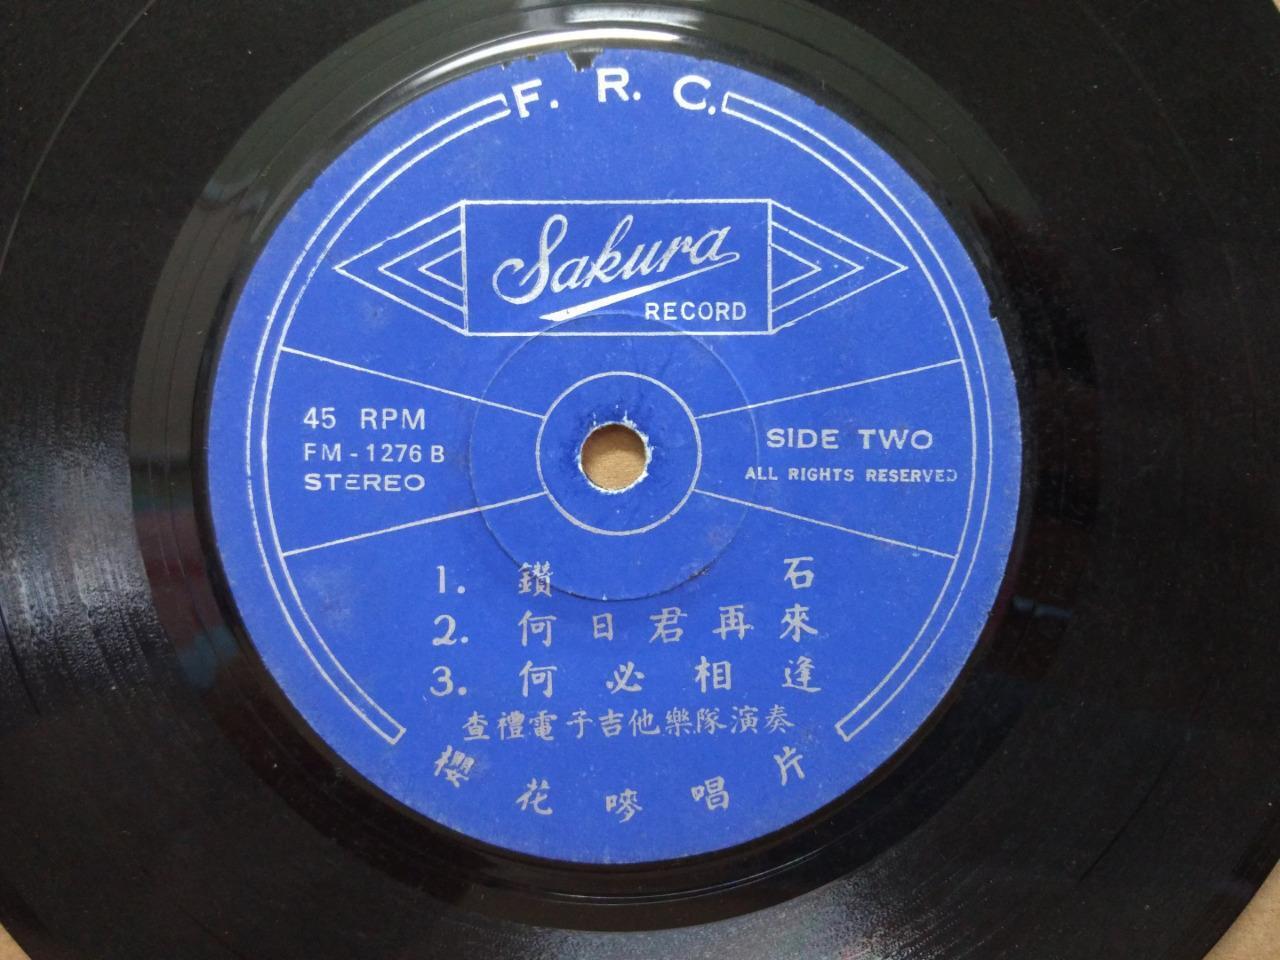 F. R. C.
Sakura
RECORD
45 RPM
FM-1276 B
STEREO
SIDE TWO
ALL RIGHTS RESERVED
1. 鑽石
2. 何日君再來
3. 何必相逢
查禮電子吉他樂隊演奏
櫻花嘜唱片